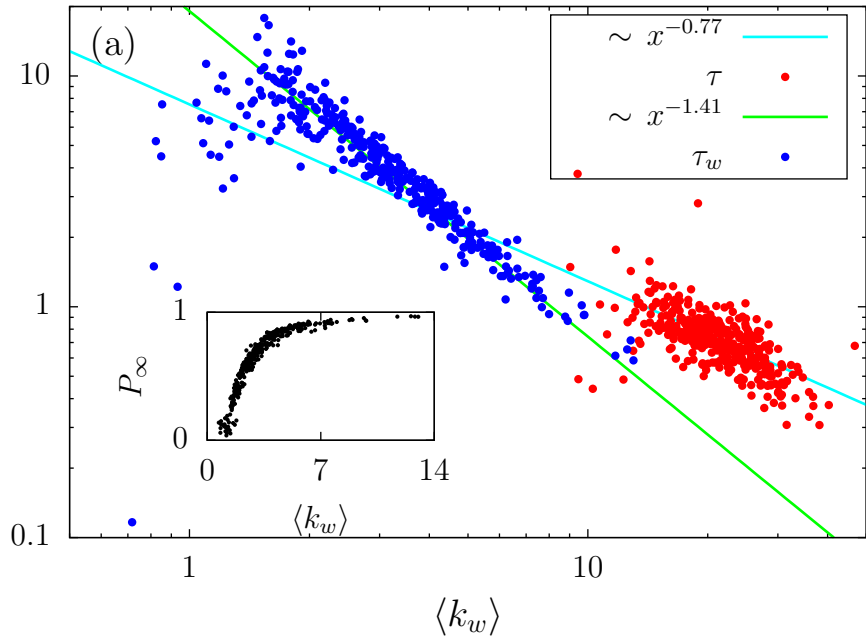 (a)
∼ x^{-0.77}
τ
∼ x^{-1.41}
τ_w
10
1
0.1
1
P_∞
0
0 7 14
⟨k_w⟩
1 10
⟨k_w⟩